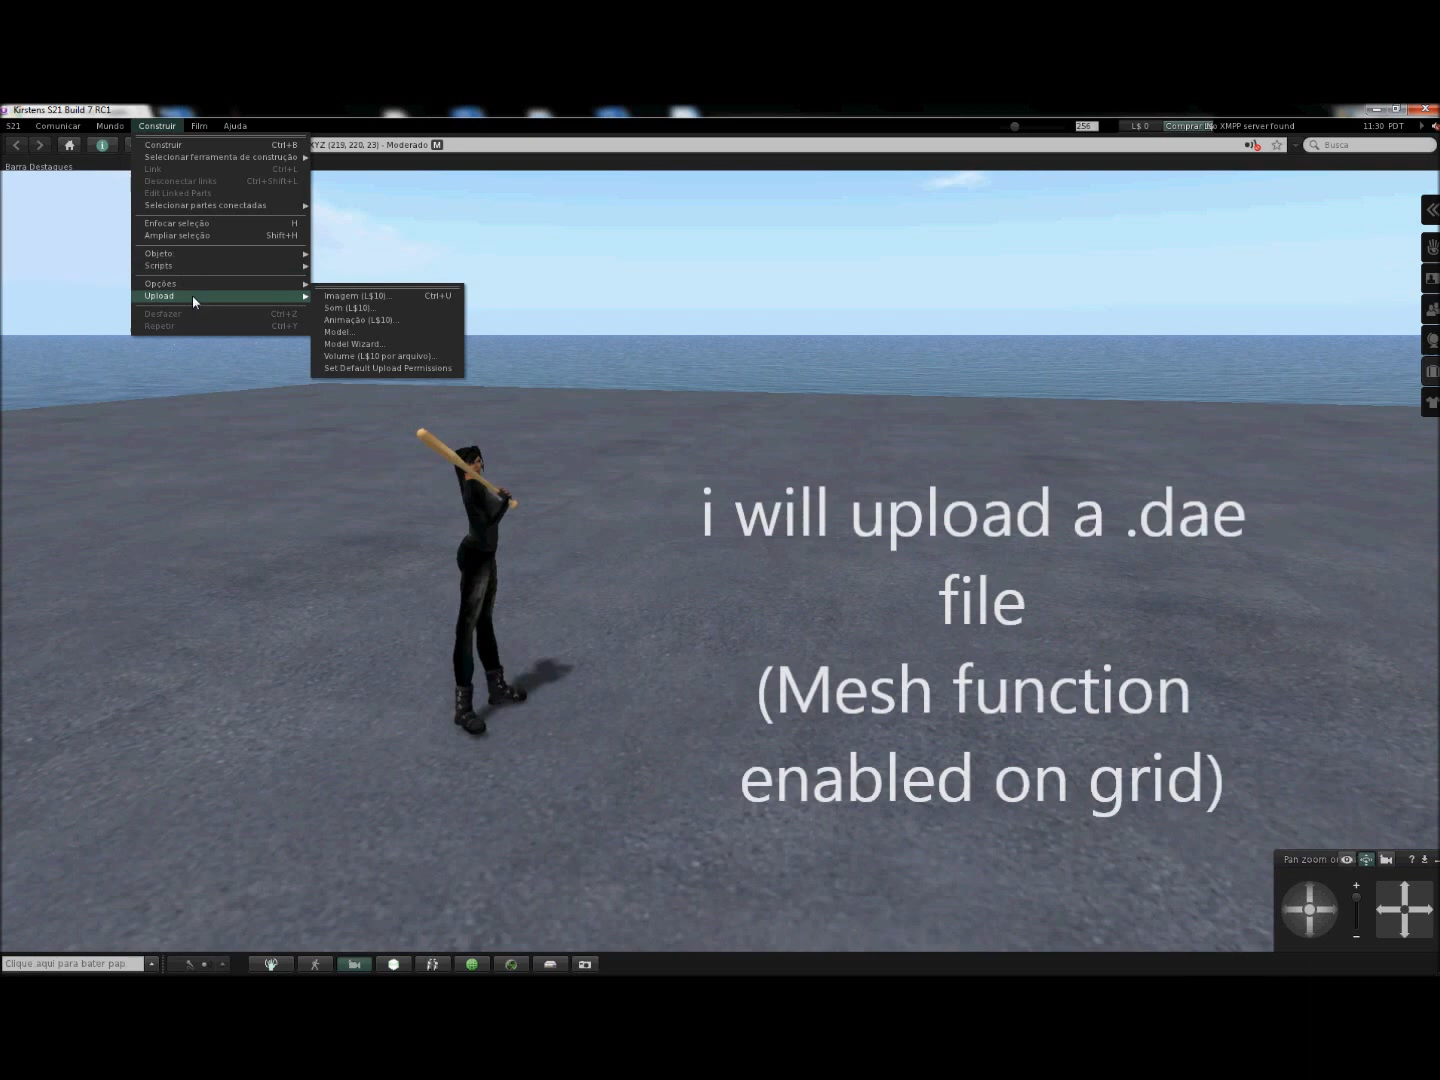 Kirstens S21 Build 7 RC1
S21 Comunicar Mundo Construir Film Ajuda
256 L$ 0 Comprar L$ XMPP server found 11:30 PDT
XYZ (219, 220, 23) - Moderado M
Busca
Barra Destaques
Construir Ctrl+B
Selecionar ferramenta de construção
Link Ctrl+L
Desconectar links Ctrl+Shift+L
Edit Linked Parts
Selecionar partes conectadas
Enfocar seleção H
Ampliar seleção Shift+H
Objeto
Scripts
Opções
Upload
Desfazer Ctrl+Z
Repetir Ctrl+Y
Imagem (L$10)... Ctrl+U
Som (L$10)...
Animação (L$10)...
Model...
Model Wizard...
Volume (L$10 por arquivo)...
Set Default Upload Permissions
i will upload a .dae
file
(Mesh function
enabled on grid)
Pan zoom or
Clique aqui para bater pap